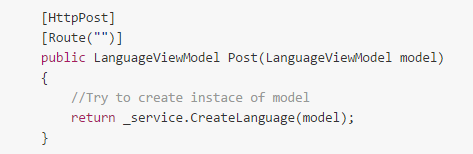 [HttpPost]
[Route("")]
public LanguageViewModel Post(LanguageViewModel model)
{
//Try to create instace of model
return _service.CreateLanguage(model);
}